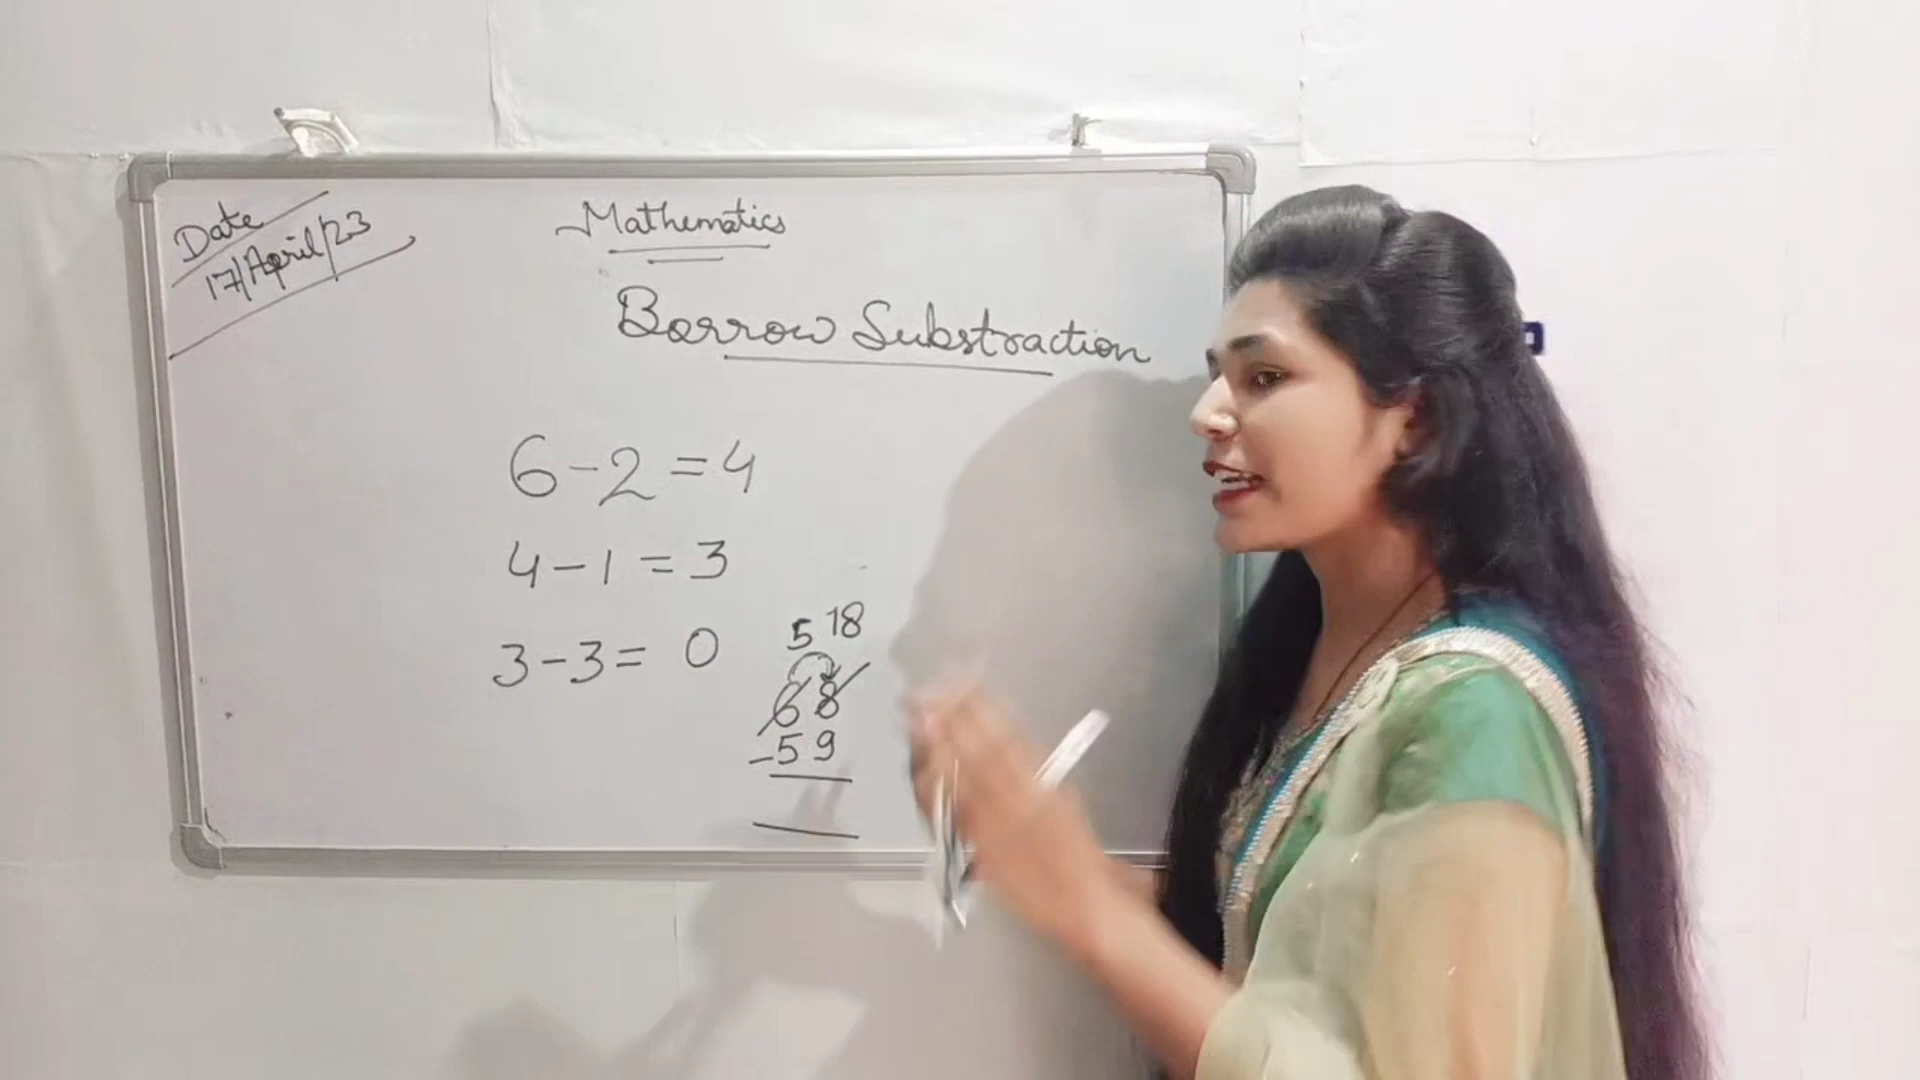 Date
17/April/23
Mathematics
Borrow Substraction
6-2=4
4-1=3
3-3= 0
5 18
68
-59